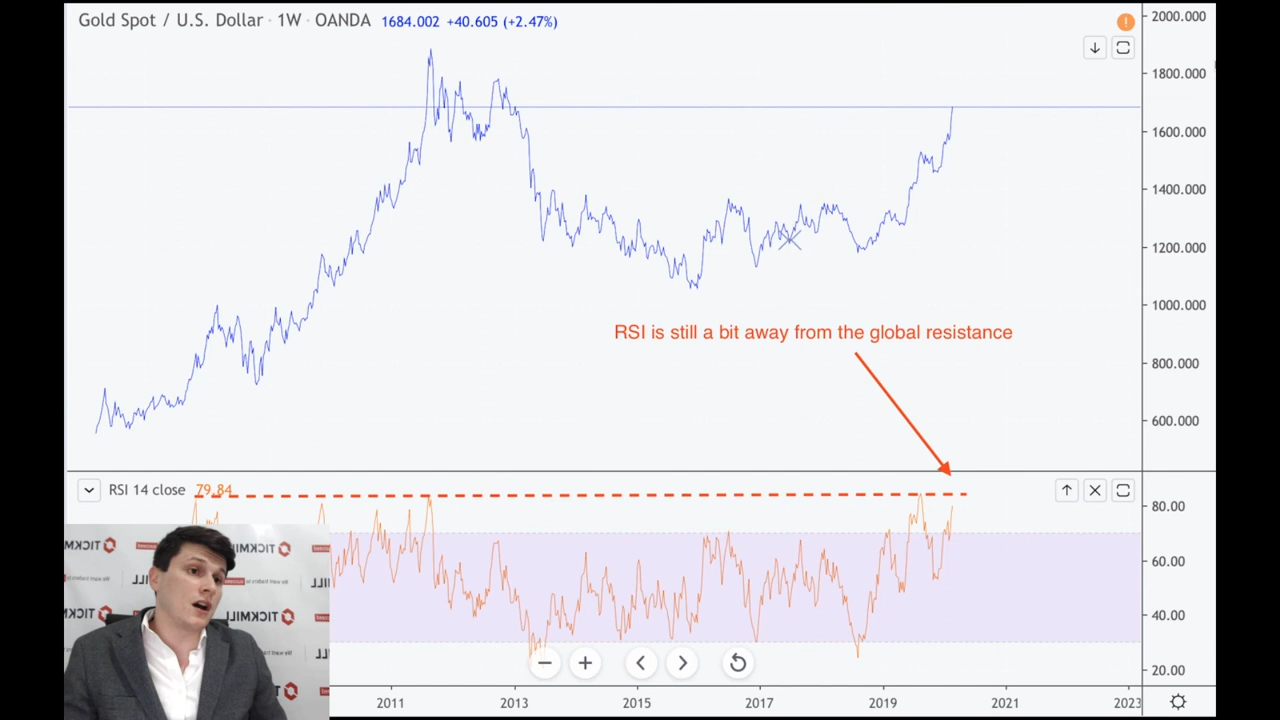 Gold Spot / U.S. Dollar · 1W · OANDA 1684.002 +40.605 (+2.47%)
2000.000
1800.000
1600.000
1400.000
1200.000
RSI is still a bit away from the global resistance
1000.000
800.000
600.000
RSI 14 close 79.84
80.00
60.00
40.00
20.00
TICKMILL
TICKMILL
TICKMILL
TICKMILL
2011
2013
2015
2017
2019
2021
2023